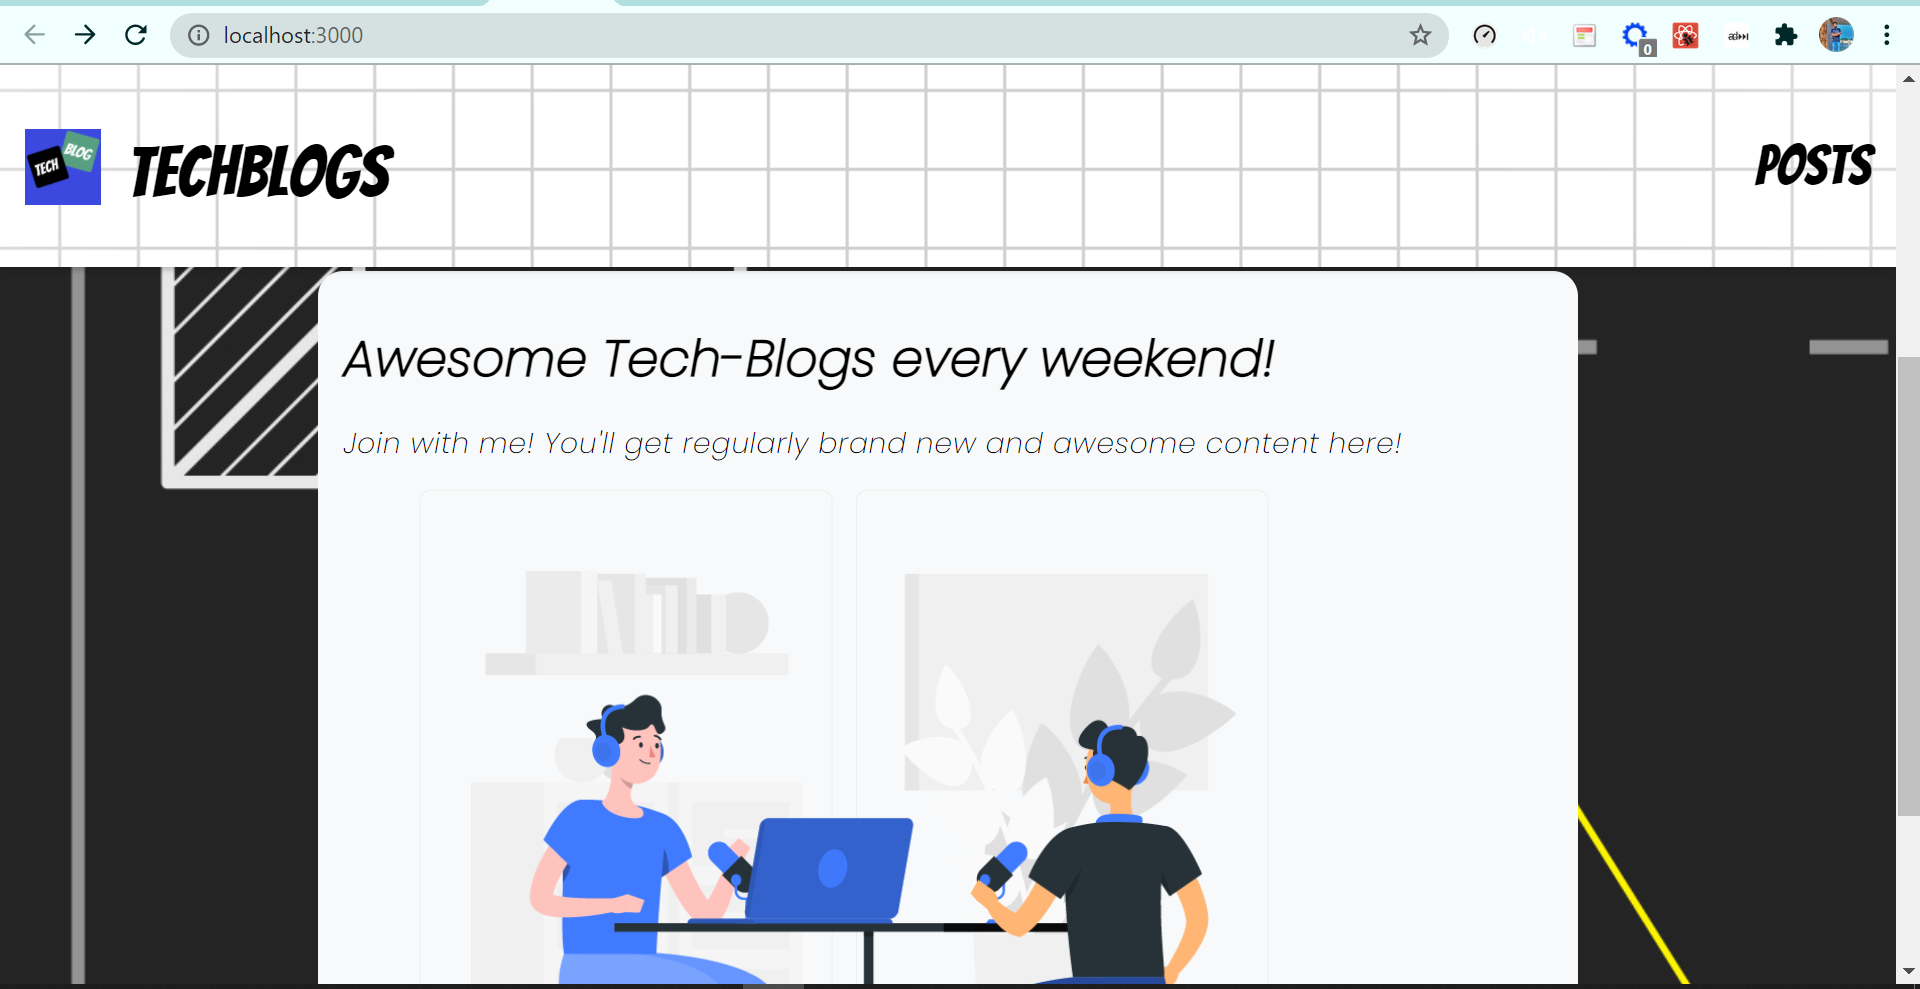 localhost:3000
0
TECH
BLOG
TECHBLOGS
POSTS
Awesome Tech-Blogs every weekend!
Join with me! You'll get regularly brand new and awesome content here!